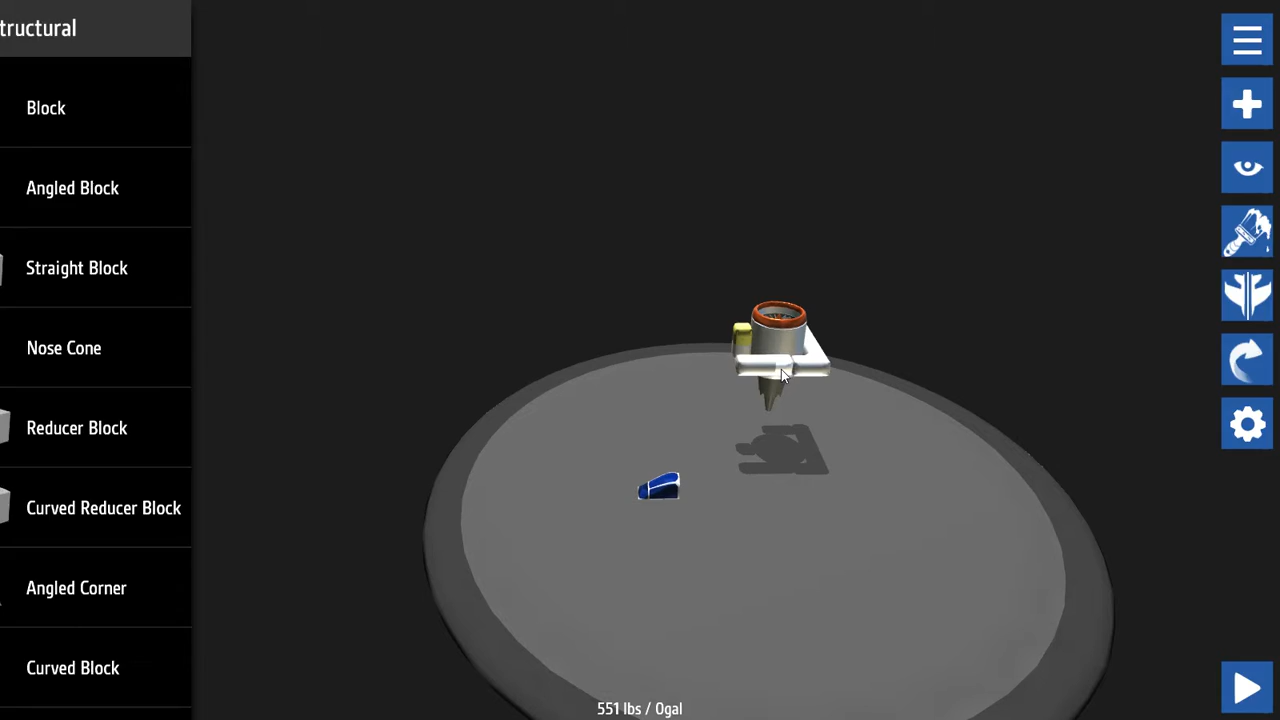 tructural
Block
Angled Block
Straight Block
Nose Cone
Reducer Block
Curved Reducer Block
Angled Corner
Curved Block
551 lbs / 0gal